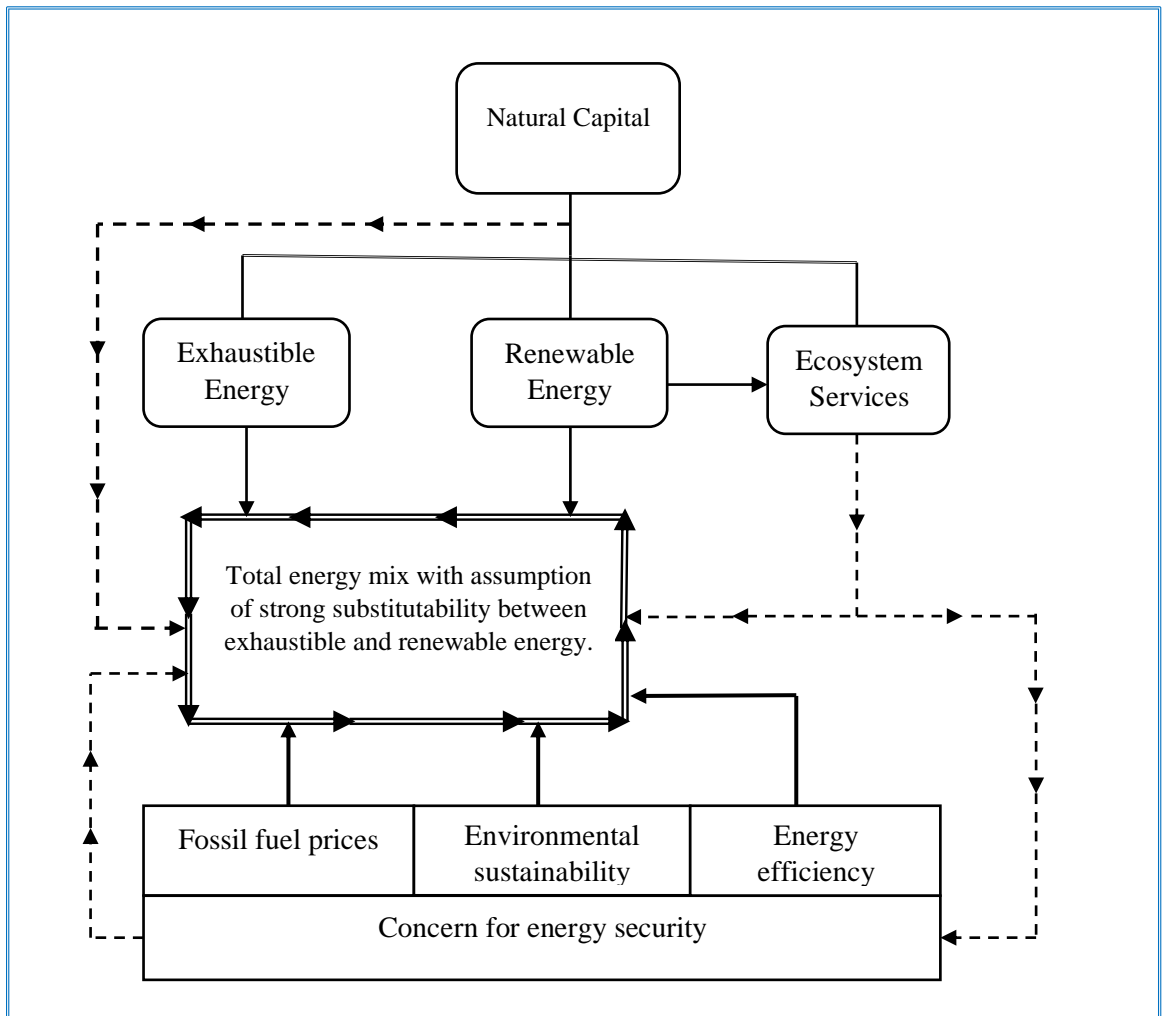 Natural Capital
Exhaustible
Energy
Renewable
Energy
Ecosystem
Services
Total energy mix with assumption
of strong substitutability between
exhaustible and renewable energy.
Fossil fuel prices
Environmental
sustainability
Energy
efficiency
Concern for energy security